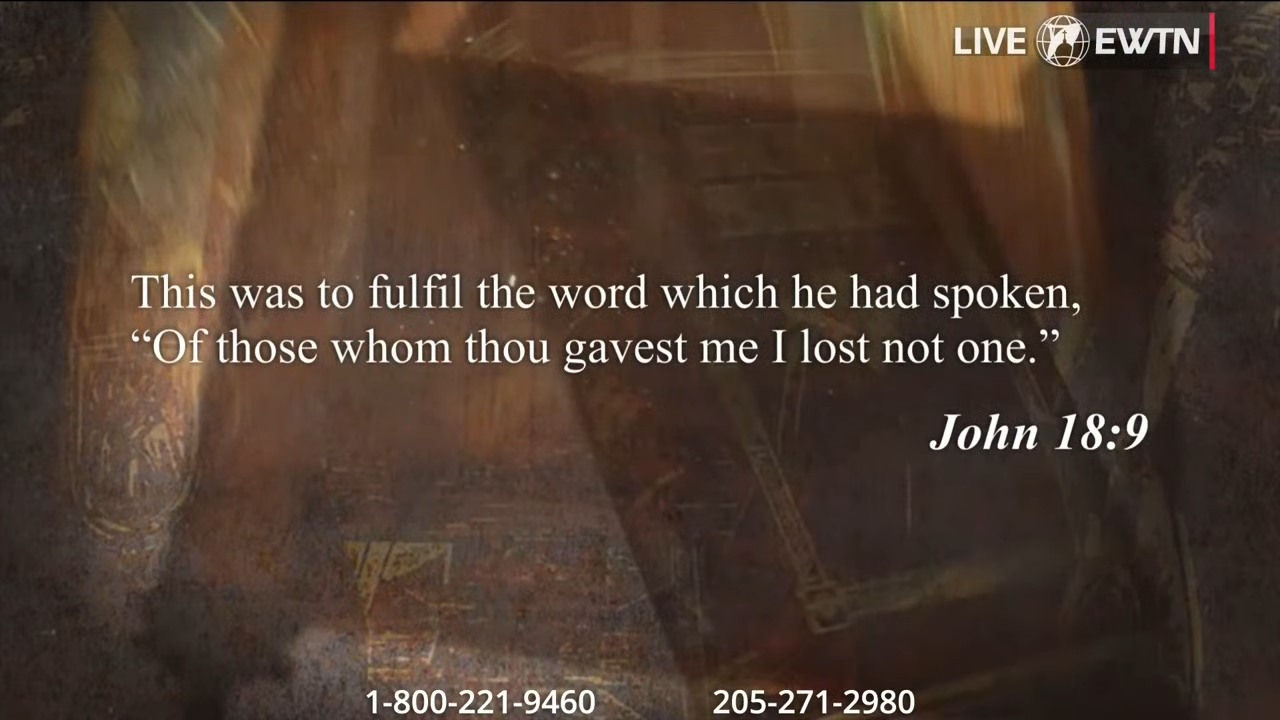 LIVE EWTN
This was to fulfil the word which he had spoken,
“Of those whom thou gavest me I lost not one.”
John 18:9
1-800-221-9460 205-271-2980